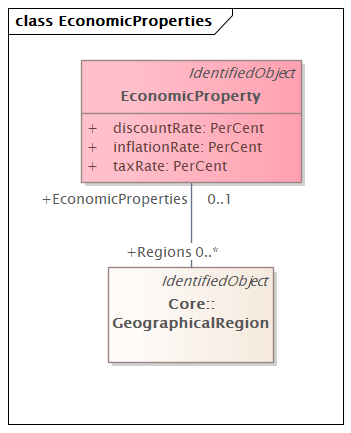 class EconomicProperties
IdentifiedObject
EconomicProperty
+ discountRate: PerCent
+ inflationRate: PerCent
+ taxRate: PerCent
+EconomicProperties 0..1
+Regions 0..*
IdentifiedObject
Core::
GeographicalRegion